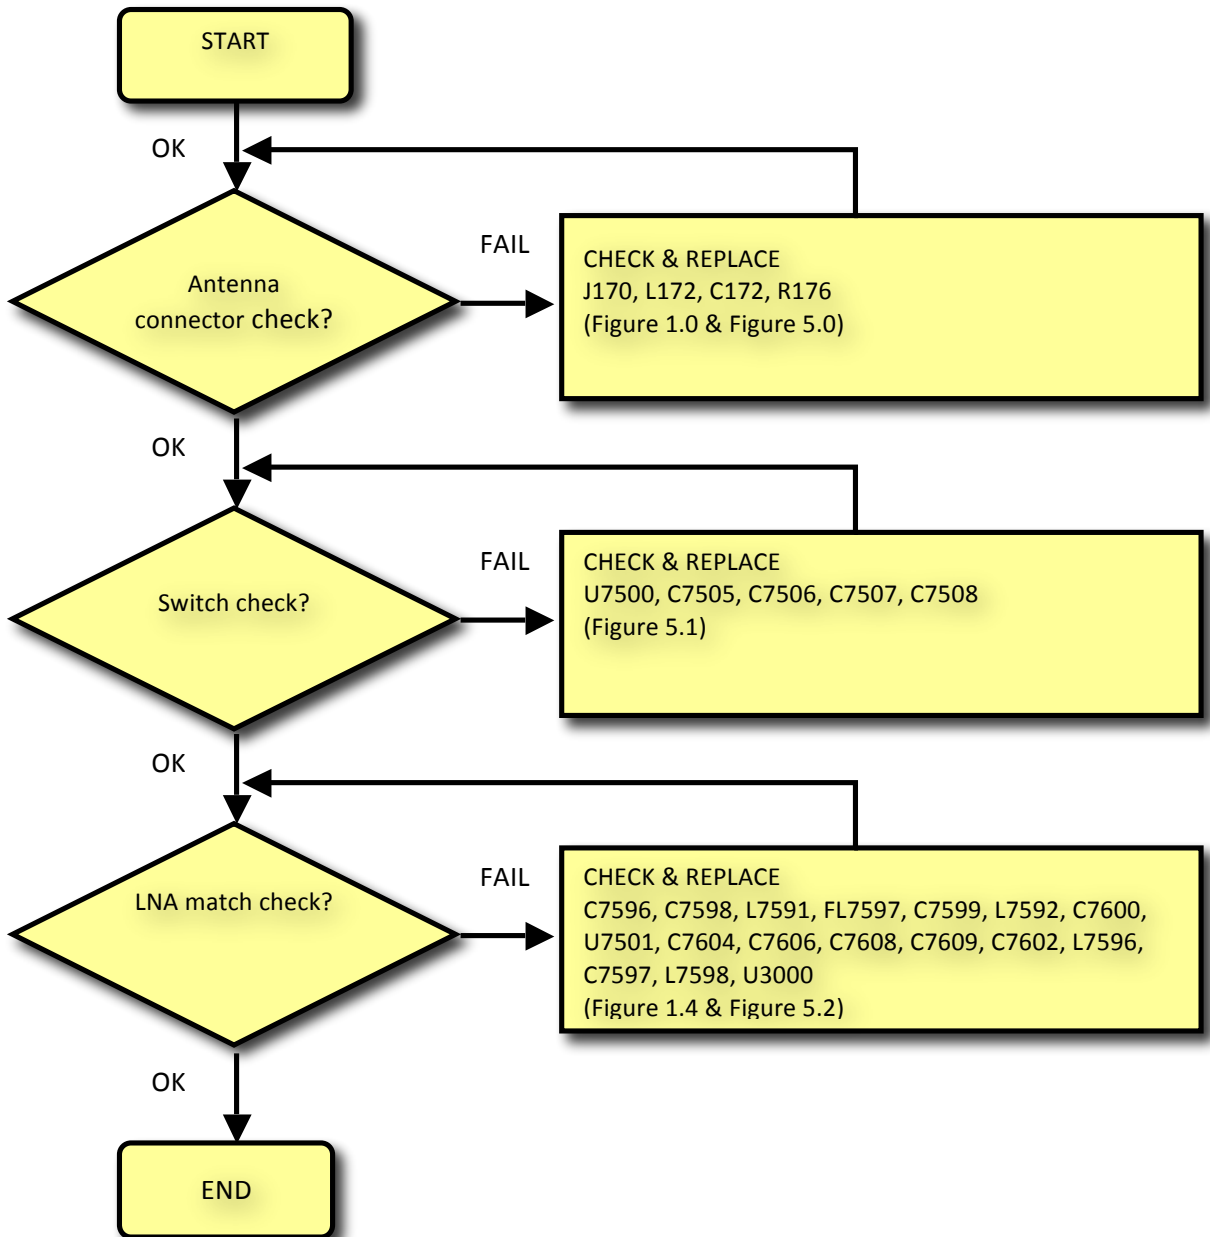 START
OK
Antenna
connector check?
FAIL
CHECK & REPLACE
J170, L172, C172, R176
(Figure 1.0 & Figure 5.0)
OK
Switch check?
FAIL
CHECK & REPLACE
U7500, C7505, C7506, C7507, C7508
(Figure 5.1)
OK
LNA match check?
FAIL
CHECK & REPLACE
C7596, C7598, L7591, FL7597, C7599, L7592, C7600,
U7501, C7604, C7606, C7608, C7609, C7602, L7596,
C7597, L7598, U3000
(Figure 1.4 & Figure 5.2)
OK
END